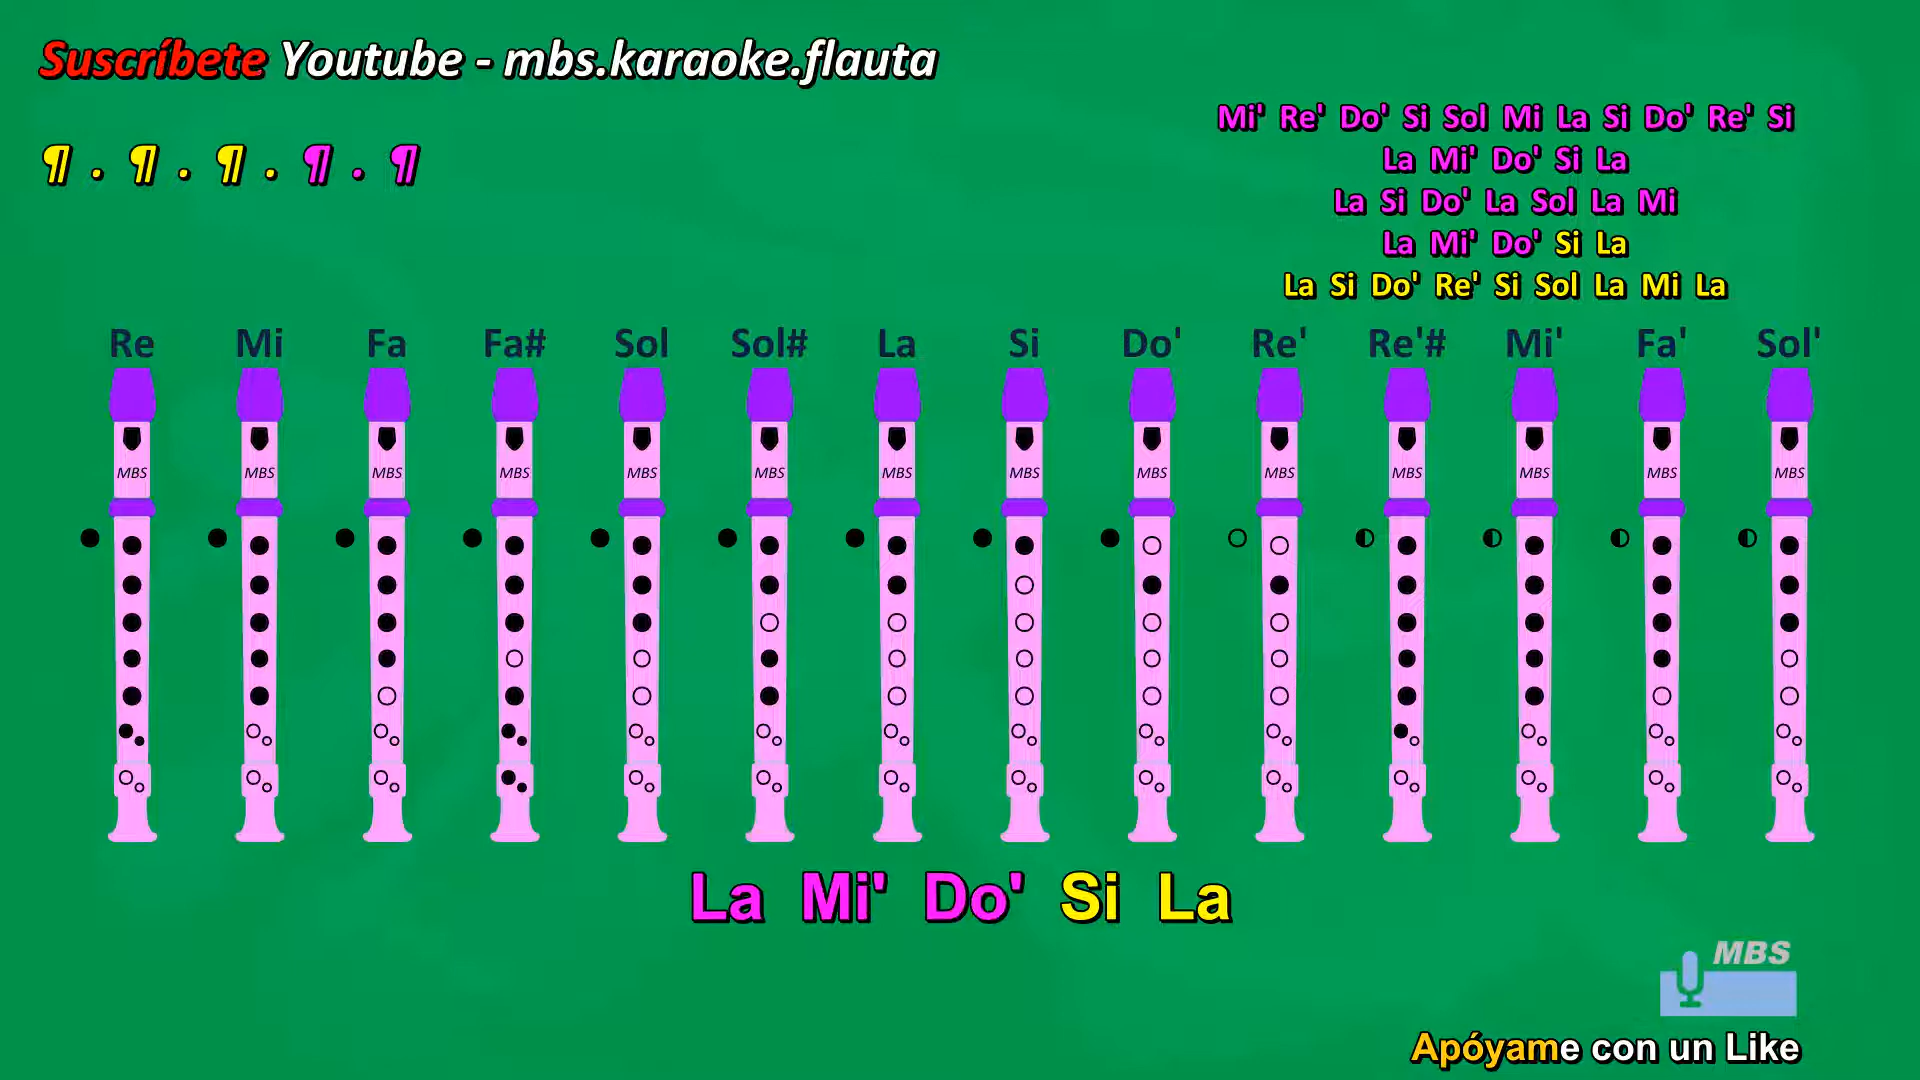 Suscríbete Youtube - mbs.karaoke.flauta
¶ . ¶ . ¶ . ¶ . ¶
Mi' Re' Do' Si Sol Mi La Si Do' Re' Si
La Mi' Do' Si La
La Si Do' La Sol La Mi
La Mi' Do' Si La
La Si Do' Re' Si Sol La Mi La
Re Mi Fa Fa# Sol Sol# La Si Do' Re' Re'# Mi' Fa' Sol'
MBS MBS MBS MBS MBS MBS MBS MBS MBS MBS MBS MBS MBS MBS
La Mi' Do' Si La
MBS
Apóyame con un Like